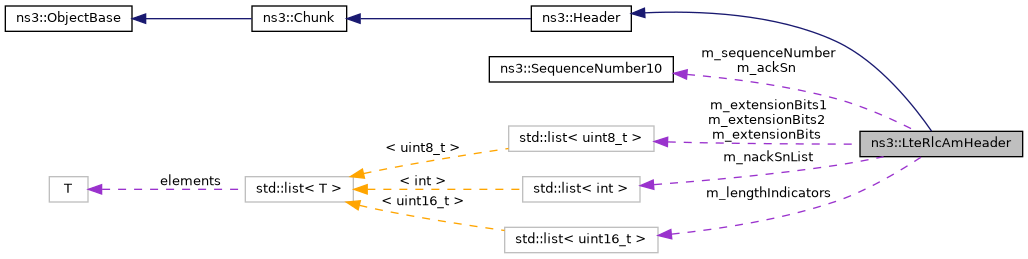 ns3::ObjectBase
ns3::Chunk
ns3::Header
m_sequenceNumber
m_ackSn
ns3::SequenceNumber10
m_extensionBits1
m_extensionBits2
m_extensionBits
std::list< uint8_t >
ns3::LteRlcAmHeader
< uint8_t >
m_nackSnList
T
elements
std::list< T >
< int >
std::list< int >
m_lengthIndicators
< uint16_t >
std::list< uint16_t >